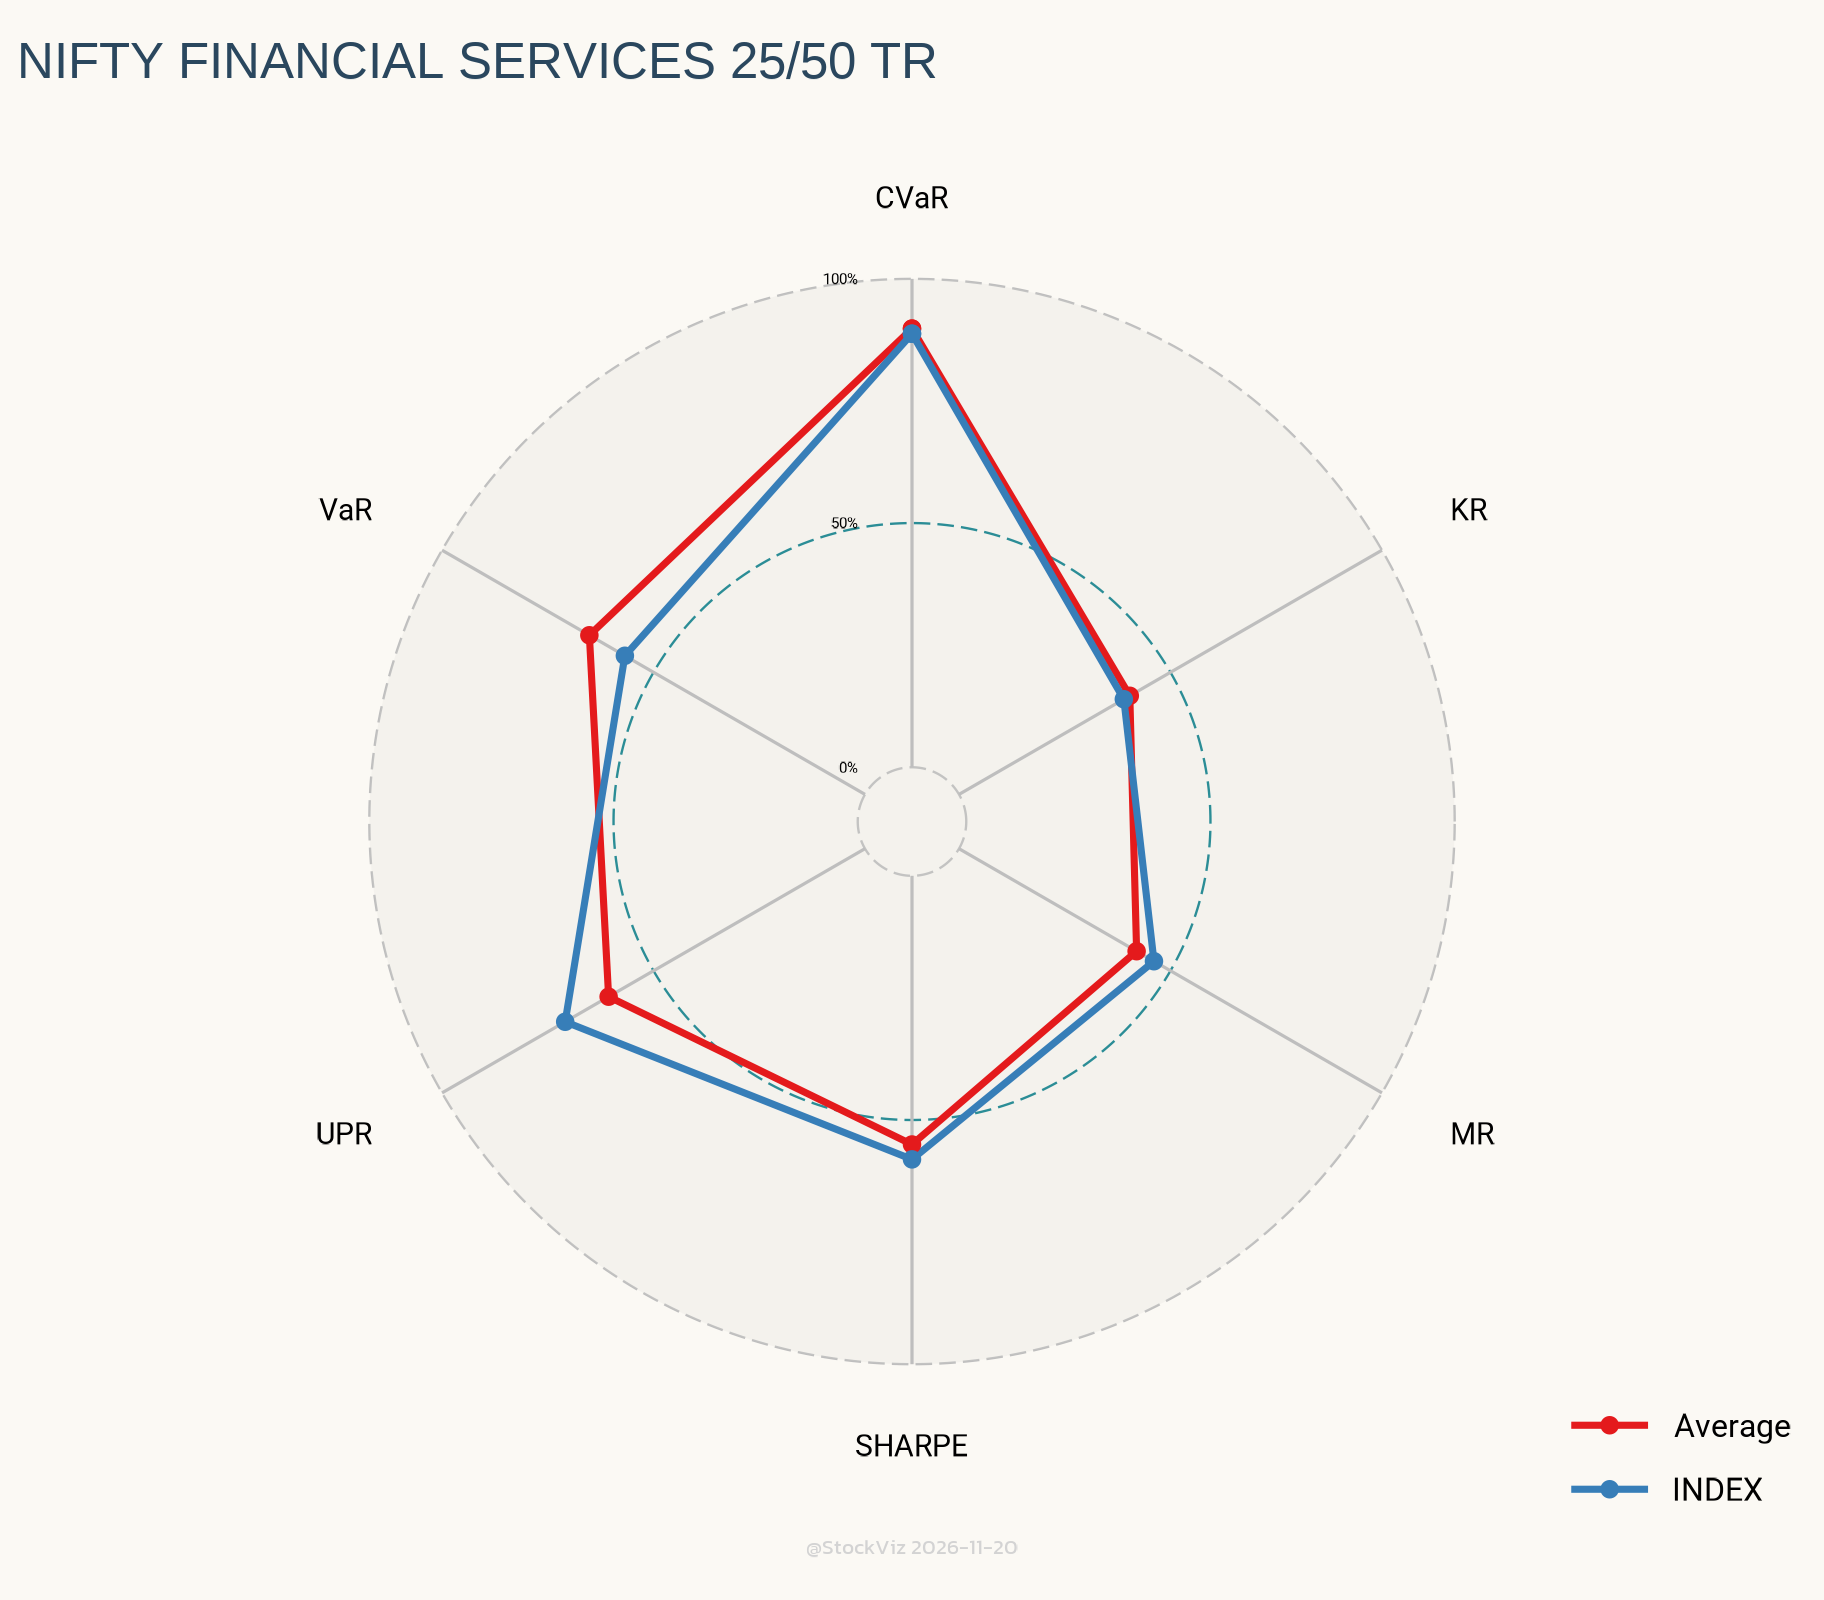 NIFTY FINANCIAL SERVICES 25/50 TR
CVaR
100%
VaR
KR
50%
0%
UPR
MR
SHARPE
Average
INDEX
@StockViz 2026-11-20